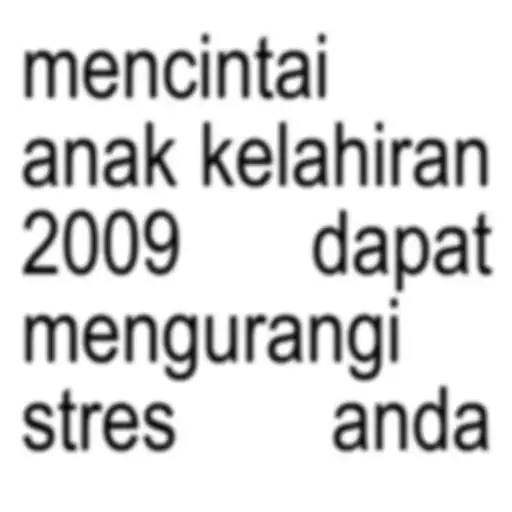 mencintai
anak kelahiran
2009 dapat
mengurangi
stres anda